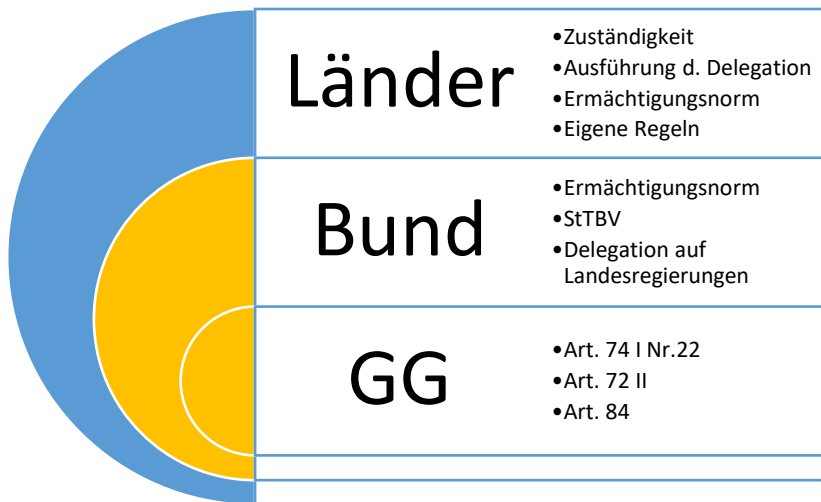 Länder
•Zuständigkeit
•Ausführung d. Delegation
•Ermächtigungsnorm
•Eigene Regeln
Bund
•Ermächtigungsnorm
•StTBV
•Delegation auf
Landesregierungen
GG
•Art. 74 I Nr.22
•Art. 72 II
•Art. 84